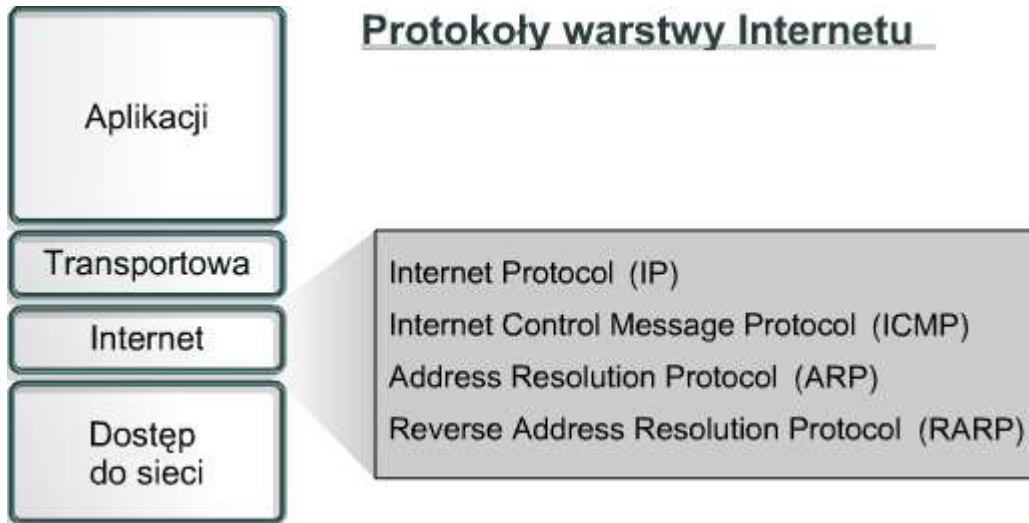 Protokoły warstwy Internetu
Aplikacji
Transportowa
Internet
Dostęp
do sieci
Internet Protocol (IP)
Internet Control Message Protocol (ICMP)
Address Resolution Protocol (ARP)
Reverse Address Resolution Protocol (RARP)